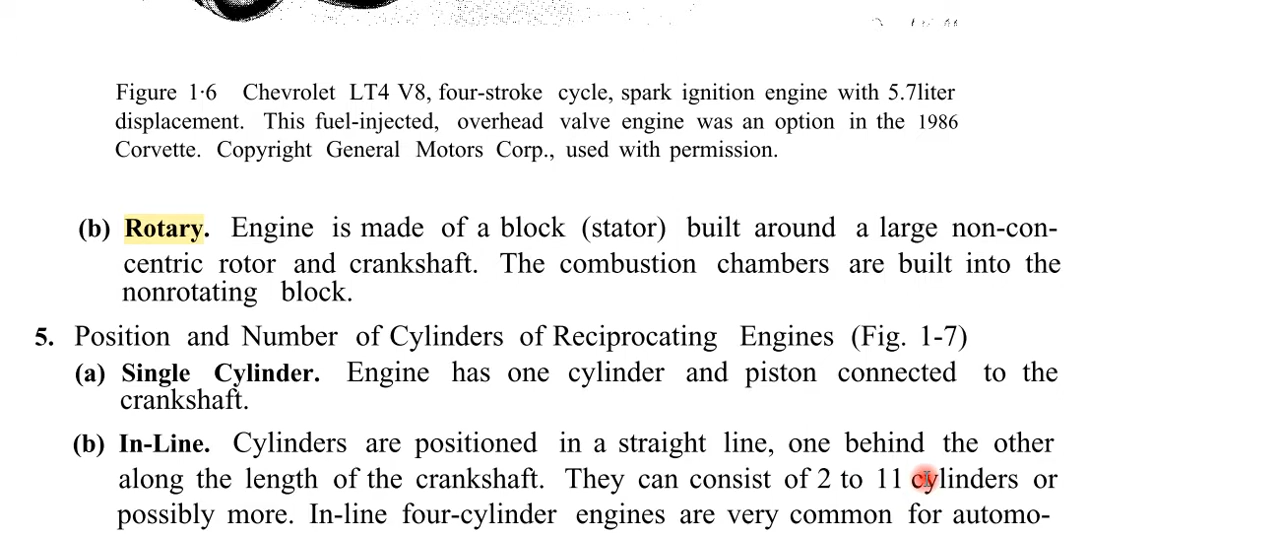 Figure 1·6 Chevrolet LT4 V8, four-stroke cycle, spark ignition engine with 5.7liter
displacement. This fuel-injected, overhead valve engine was an option in the 1986
Corvette. Copyright General Motors Corp., used with permission.
(b) Rotary. Engine is made of a block (stator) built around a large non-con-
centric rotor and crankshaft. The combustion chambers are built into the
nonrotating block.
5. Position and Number of Cylinders of Reciprocating Engines (Fig. 1-7)
(a) Single Cylinder. Engine has one cylinder and piston connected to the
crankshaft.
(b) In-Line. Cylinders are positioned in a straight line, one behind the other
along the length of the crankshaft. They can consist of 2 to 11 cylinders or
possibly more. In-line four-cylinder engines are very common for automo-